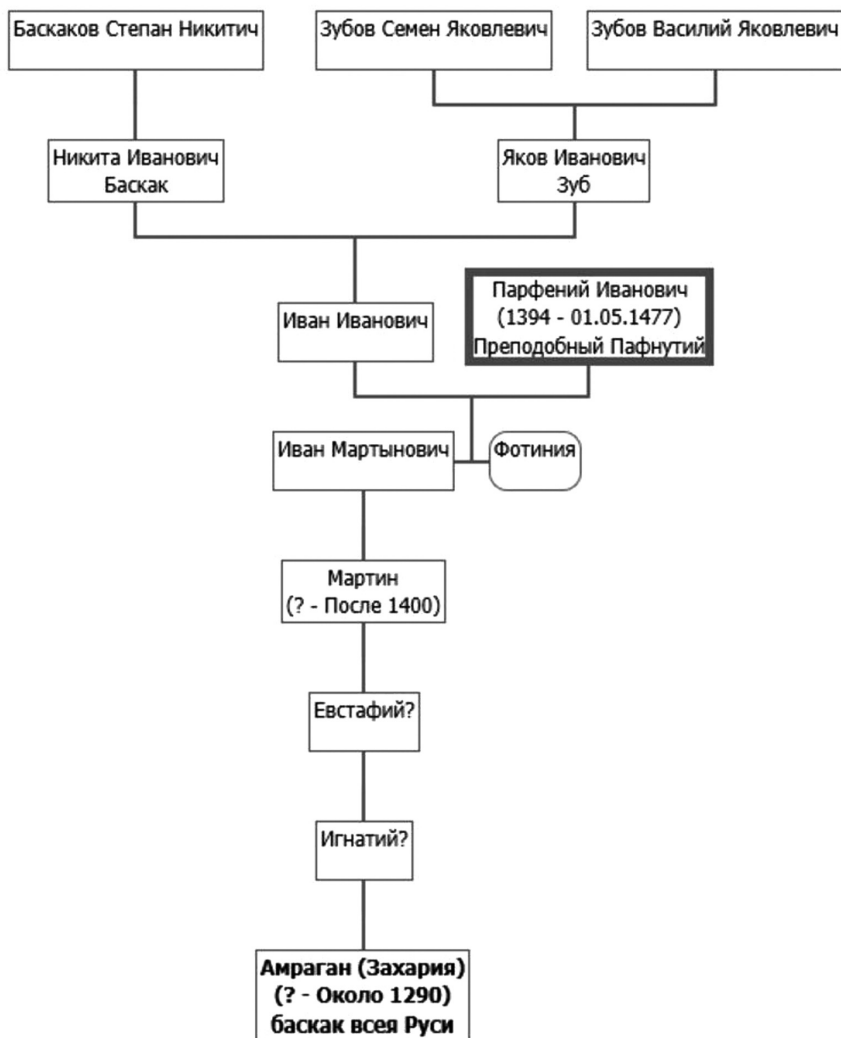 Баскаков Степан Никитич
Зубов Семен Яковлевич
Зубов Василий Яковлевич
Никита Иванович
Баскак
Яков Иванович
Зуб
Иван Иванович
Парфений Иванович
(1394 - 01.05.1477)
Преподобный Пафнутий
Иван Мартынович
Фотиния
Мартин
(? - После 1400)
Евстафий?
Игнатий?
Амраган (Захария)
(? - Около 1290)
баскак всея Руси